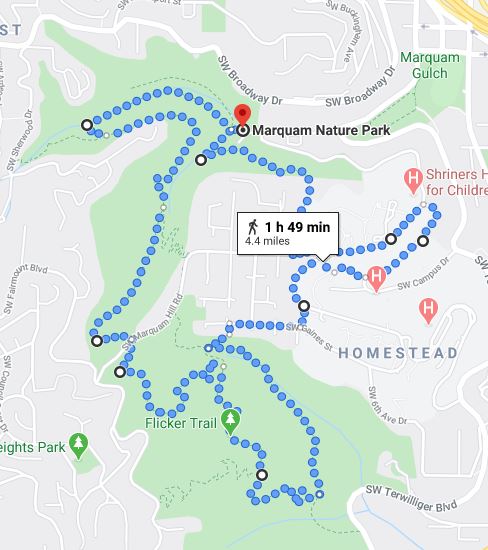 ST
SW Buckingham Ave
Marquam
Gulch
SW Broadway Dr
SW Broadway Dr
SW Sherwood Dr
Marquam Nature Park
H
Shriners H
for Childre
1 h 49 min
4.4 miles
SW Fairmount Blvd
H
SW Campus Dr
SW Marquam Hill Rd
H
SW Gaines St
HOMESTEAD
SW 6th Ave Dr
Flicker Trail
eights Park
SW Terwilliger Blvd